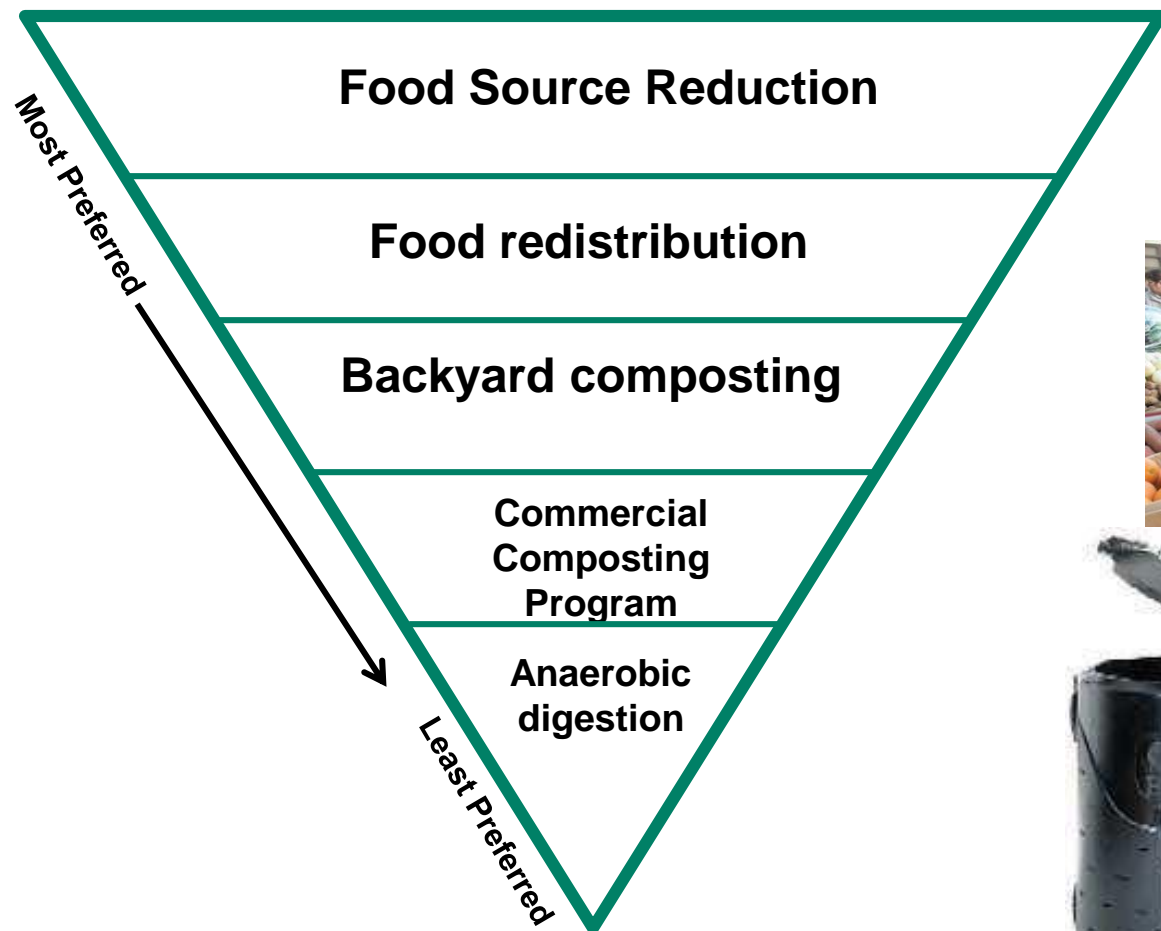 Food Source Reduction
Most Preferred
Food redistribution
Backyard composting
Commercial
Composting
Program
Anaerobic
digestion
Least Preferred